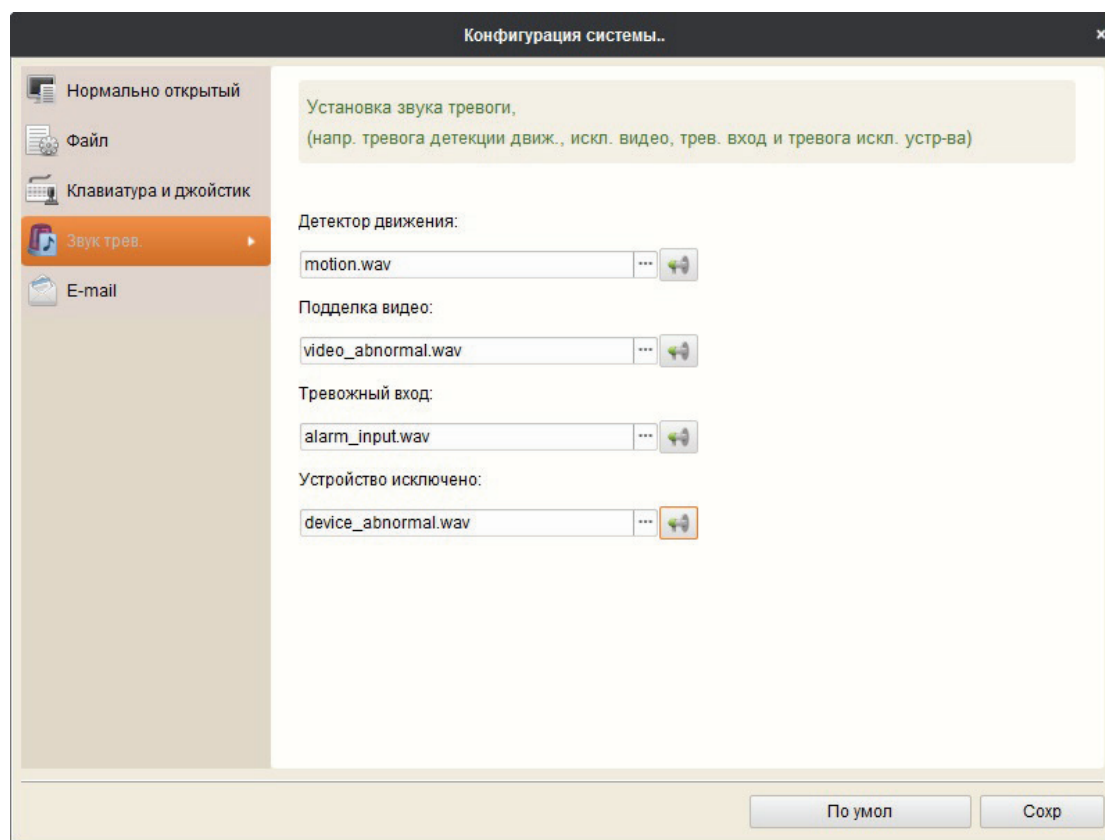 Конфигурация системы..
Нормально открытый
Файл
Клавиатура и джойстик
Звук трев.
E-mail
Установка звука тревоги,
(напр. тревога детекции движ., искл. видео, трев. вход и тревога искл. устр-ва)
Детектор движения:
motion.wav
Подделка видео:
video_abnormal.wav
Тревожный вход:
alarm_input.wav
Устройство исключено:
device_abnormal.wav
По умол
Сохр